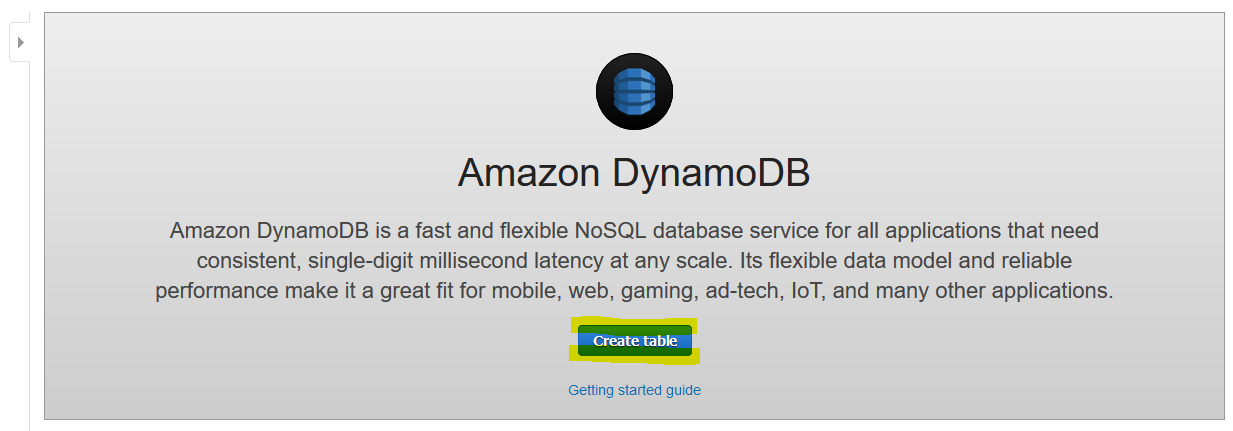 Amazon DynamoDB
Amazon DynamoDB is a fast and flexible NoSQL database service for all applications that need
consistent, single-digit millisecond latency at any scale. Its flexible data model and reliable
performance make it a great fit for mobile, web, gaming, ad-tech, IoT, and many other applications.
Create table
Getting started guide